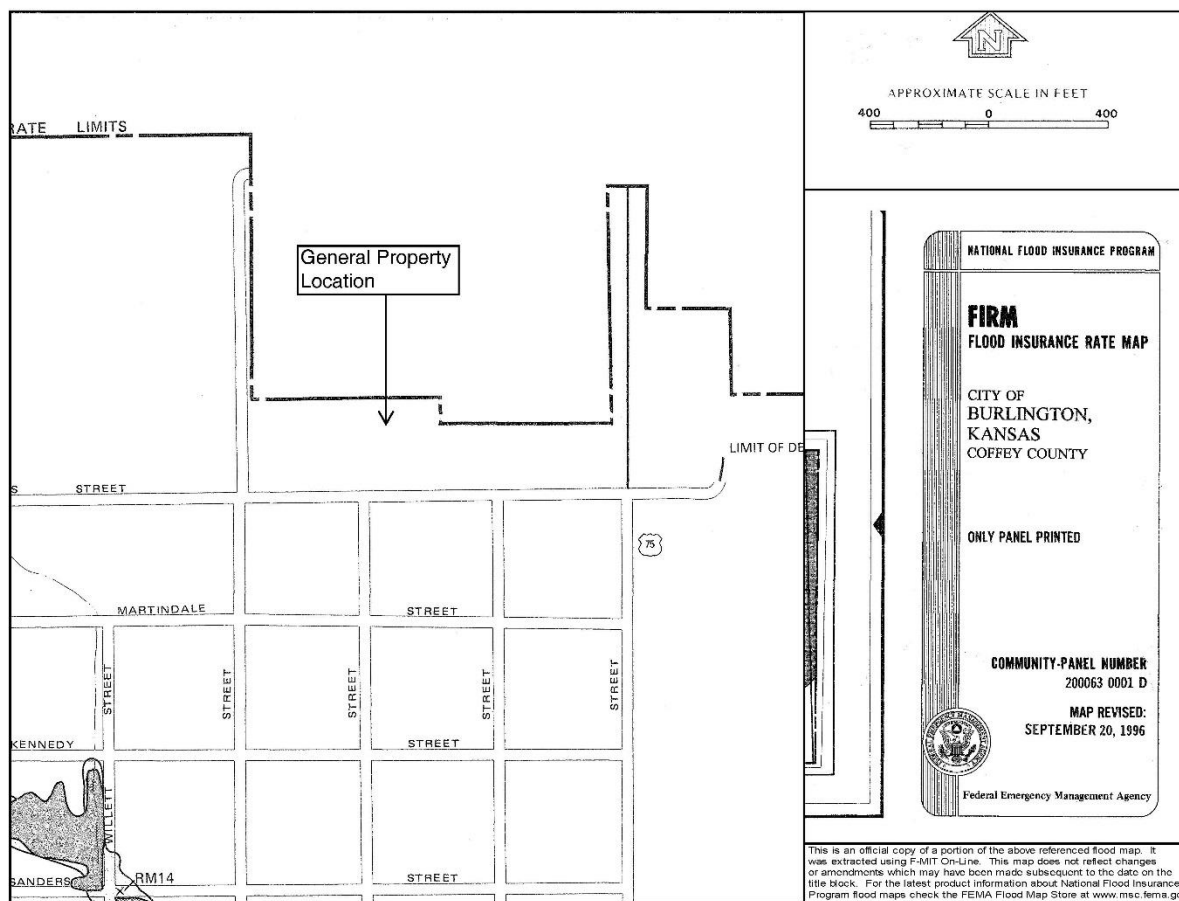 RATE LIMITS
General Property
Location
LIMIT OF DE
S STREET
75
MARTINDALE STREET
STREET
STREET
STREET
STREET
STREET
KENNEDY STREET
WILLETT
SANDERS STREET
RM14
N
APPROXIMATE SCALE IN FEET
400 0 400
NATIONAL FLOOD INSURANCE PROGRAM
FIRM
FLOOD INSURANCE RATE MAP
CITY OF
BURLINGTON,
KANSAS
COFFEY COUNTY
ONLY PANEL PRINTED
COMMUNITY-PANEL NUMBER
200063 0001 D
MAP REVISED:
SEPTEMBER 20, 1996
Federal Emergency Management Agency
This is an official copy of a portion of the above referenced flood map. It
was extracted using F-MIT On-Line. This map does not reflect changes
or amendments which may have been made subsequent to the date on the
title block. For the latest product information about National Flood Insurance
Program flood maps check the FEMA Flood Map Store at www.msc.fema.go